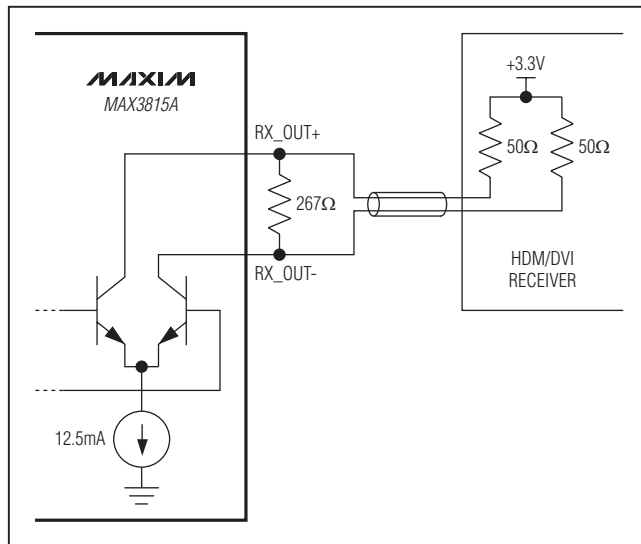 MAXIM
MAX3815A
RX_OUT+
267Ω
RX_OUT-
12.5mA
+3.3V
50Ω
50Ω
HDM/DVI
RECEIVER